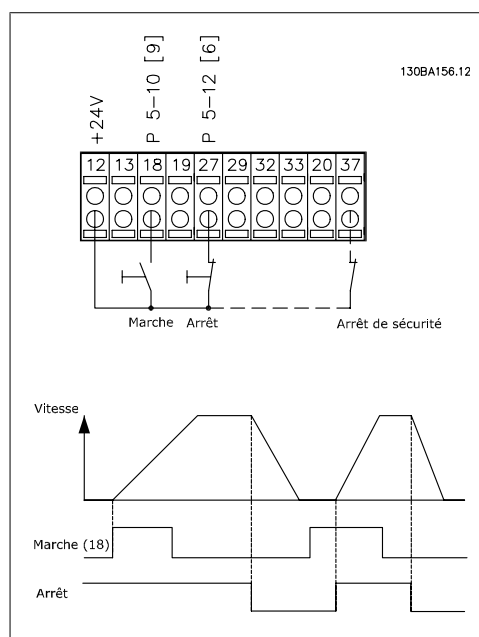 130BA156.12
+24V
P 5-10 [9]
P 5-12 [6]
12 13 18 19 27 29 32 33 20 37
Marche Arrêt Arrêt de sécurité
Vitesse
Marche (18)
Arrêt